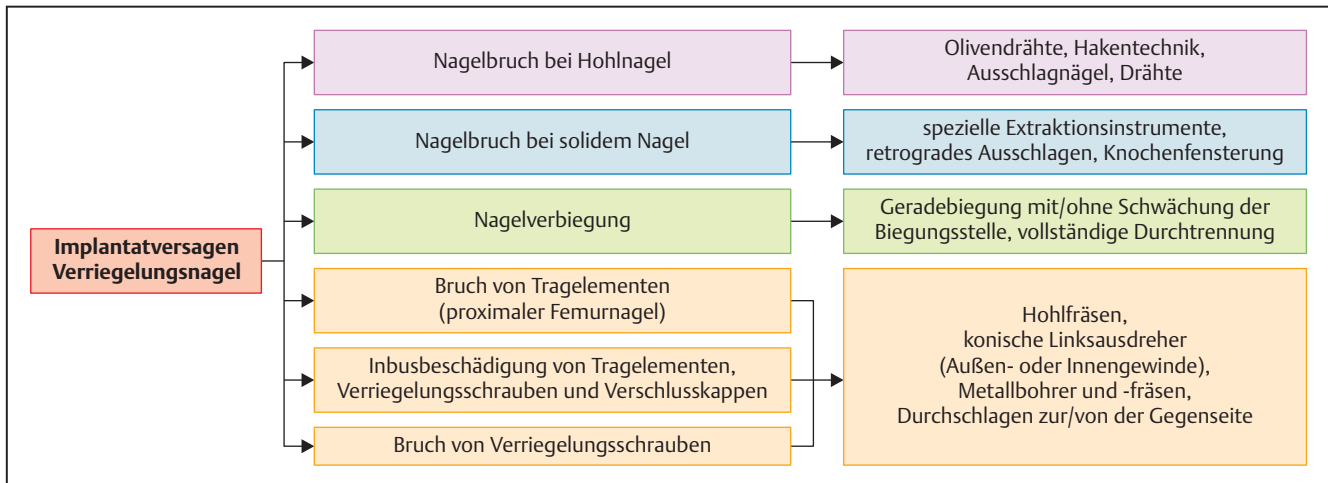 Implantatversagen
Verriegelungsnagel
Nagelbruch bei Hohlnagel
Olivendrähte, Hakentechnik,
Ausschlagnägel, Drähte
Nagelbruch bei solidem Nagel
spezielle Extraktionsinstrumente,
retrogrades Ausschlagen, Knochenfensterung
Nagelverbiegung
Geradebiegung mit/ohne Schwächung der
Biegungsstelle, vollständige Durchtrennung
Bruch von Tragelementen
(proximaler Femurnagel)
Inbusbeschädigung von Tragelementen,
Verriegelungsschrauben und Verschlusskappen
Bruch von Verriegelungsschrauben
Hohlfräsen,
konische Linksausdreher
(Außen- oder Innengewinde),
Metallbohrer und -fräsen,
Durchschlagen zur/von der Gegenseite